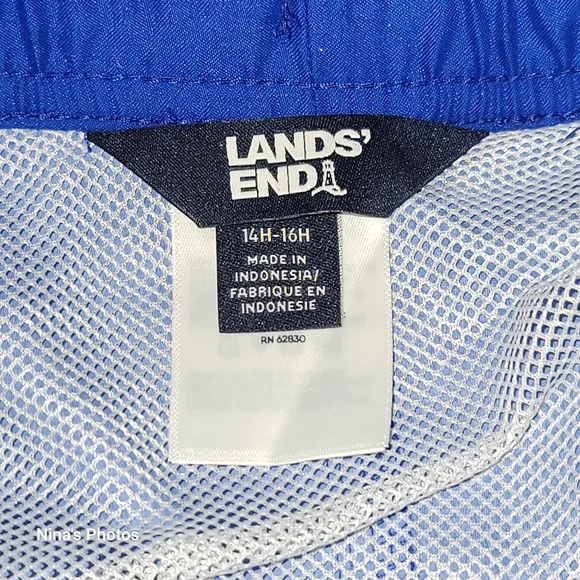 LANDS'
END
14H-16H
MADE IN
INDONESIA/
FABRIQUE EN
INDONESIE
RN 62830
Nina's Photos